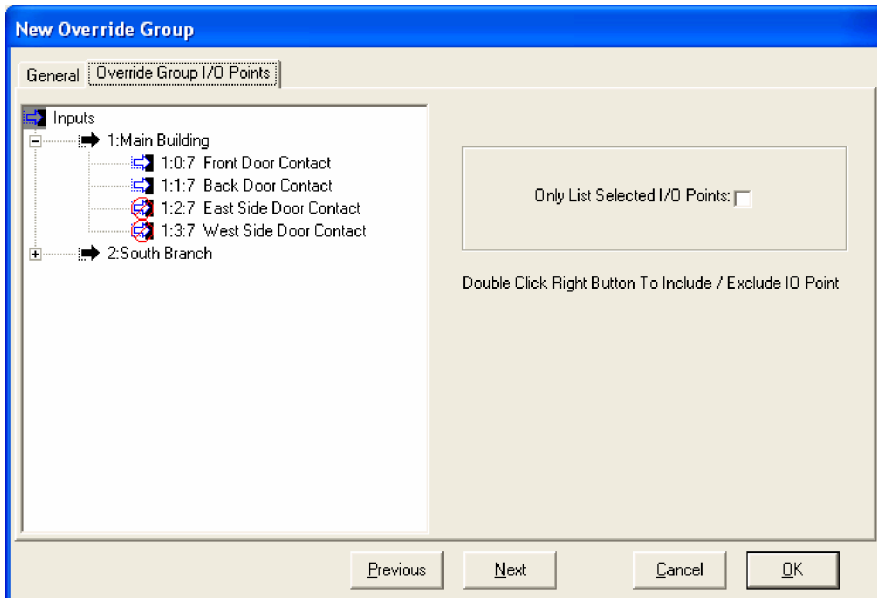 New Override Group
General Override Group I/O Points
Inputs
1:Main Building
1:0:7 Front Door Contact
1:1:7 Back Door Contact
1:2:7 East Side Door Contact
1:3:7 West Side Door Contact
2:South Branch
Only List Selected I/O Points:
Double Click Right Button To Include / Exclude IO Point
Previous Next Cancel OK